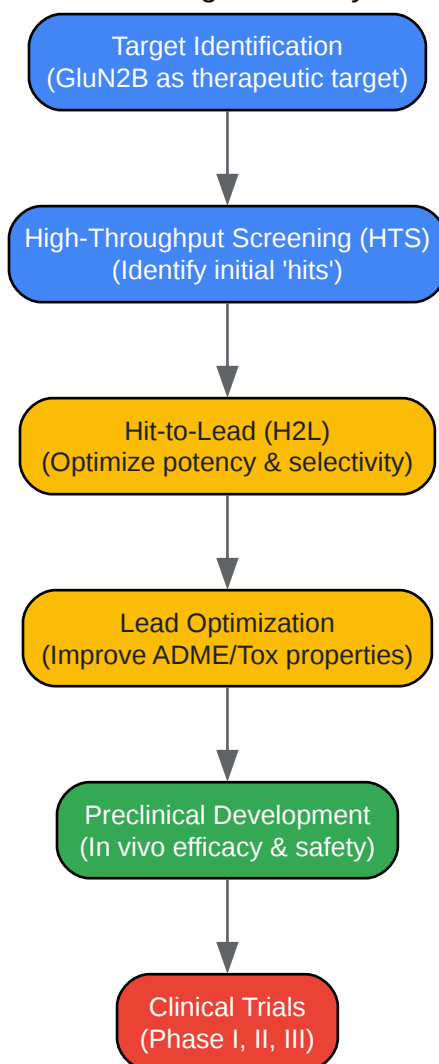 Target Identification
(GluN2B as therapeutic target)
High-Throughput Screening (HTS)
(Identify initial 'hits')
Hit-to-Lead (H2L)
(Optimize potency & selectivity)
Lead Optimization
(Improve ADME/Tox properties)
Preclinical Development
(In vivo efficacy & safety)
Clinical Trials
(Phase I, II, III)